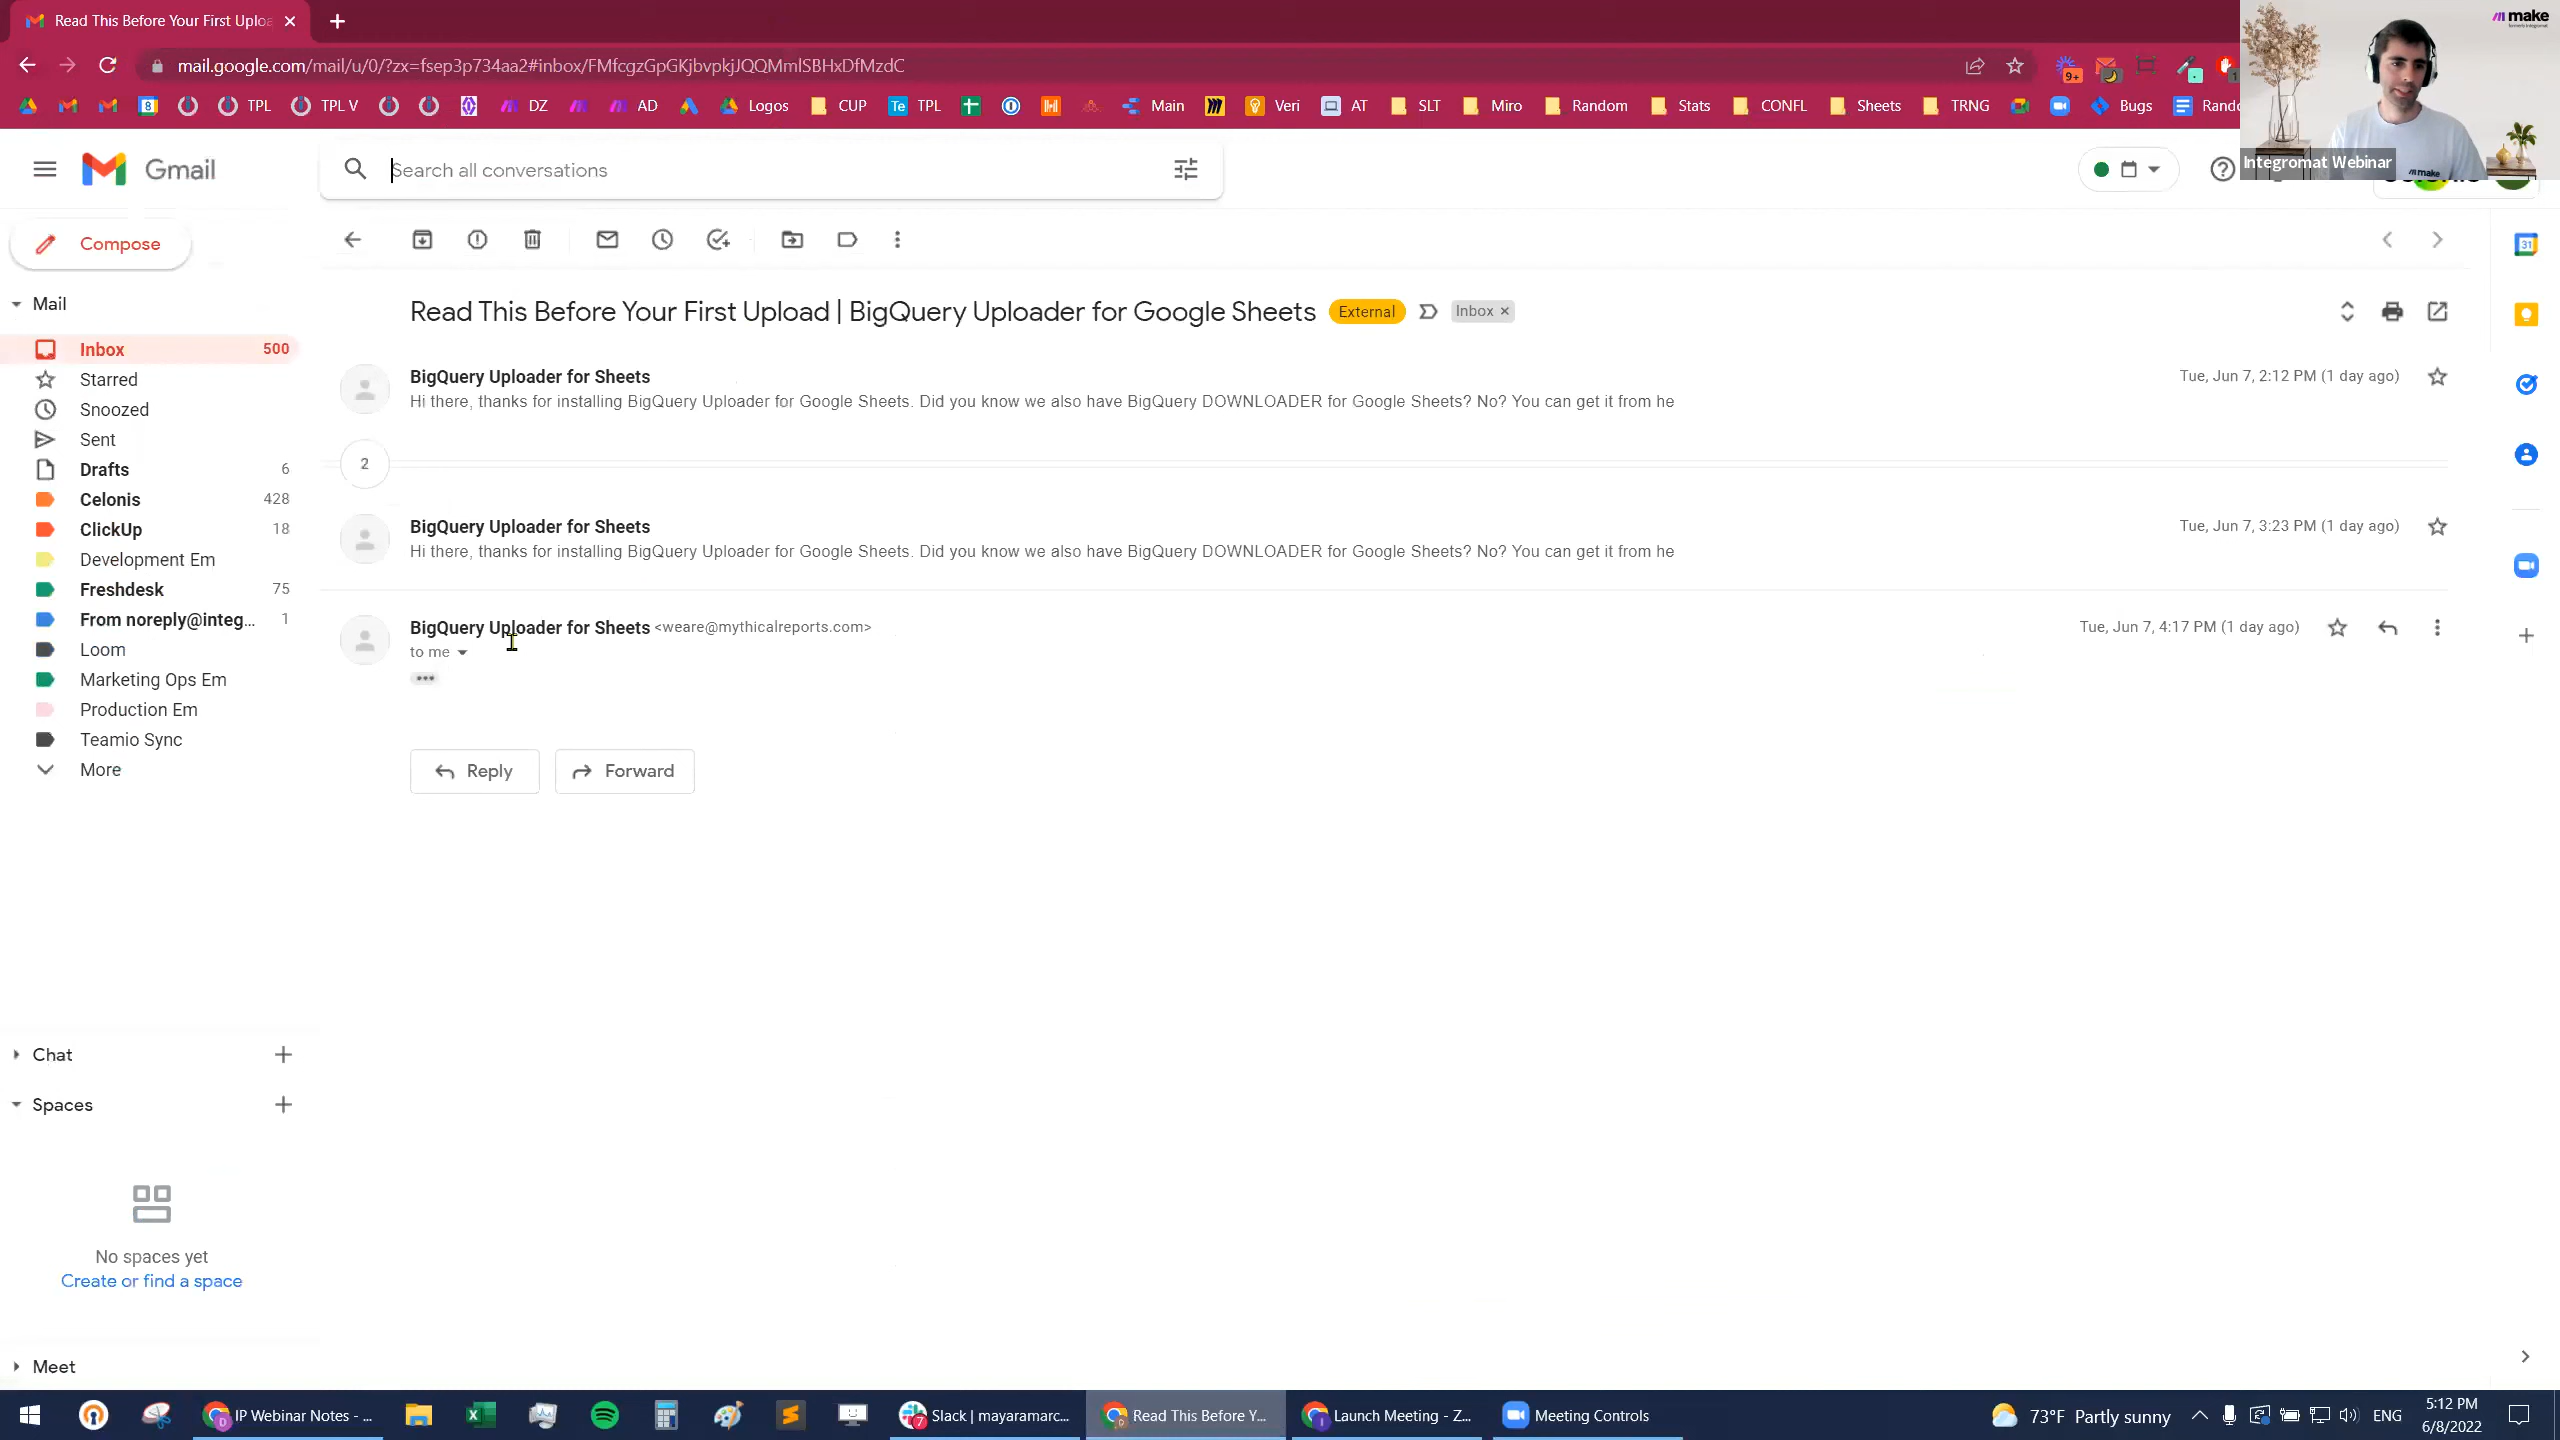 Read This Before Your First Uploa
make
formerly Integromat
mail.google.com/mail/u/0/?zx=fsep3p734aa2#inbox/FMfcgzGpGKjbvpkjJQQMmlSBHxDfMzdC
9+
TPL
TPL V
DZ
AD
Logos
CUP
TPL
Main
Veri
AT
SLT
Miro
Random
Stats
CONFL
Sheets
TRNG
Bugs
Rando
Integromat Webinar
make
Gmail
Search all conversations
Compose
Mail
Inbox 500
Starred
Snoozed
Sent
Drafts 6
Celonis 428
ClickUp 18
Development Em
Freshdesk 75
From noreply@integ... 1
Loom
Marketing Ops Em
Production Em
Teamio Sync
More
Chat
Spaces
No spaces yet
Create or find a space
Meet
Read This Before Your First Upload | BigQuery Uploader for Google Sheets External Inbox ×
BigQuery Uploader for Sheets Tue, Jun 7, 2:12 PM (1 day ago)
Hi there, thanks for installing BigQuery Uploader for Google Sheets. Did you know we also have BigQuery DOWNLOADER for Google Sheets? No? You can get it from he
2
BigQuery Uploader for Sheets Tue, Jun 7, 3:23 PM (1 day ago)
Hi there, thanks for installing BigQuery Uploader for Google Sheets. Did you know we also have BigQuery DOWNLOADER for Google Sheets? No? You can get it from he
BigQuery Uploader for Sheets <weare@mythicalreports.com> Tue, Jun 7, 4:17 PM (1 day ago)
to me
Reply
Forward
31
IP Webinar Notes - ...
Slack | mayaramarc...
Read This Before Y...
Launch Meeting - Z...
Meeting Controls
73°F Partly sunny
ENG
5:12 PM
6/8/2022